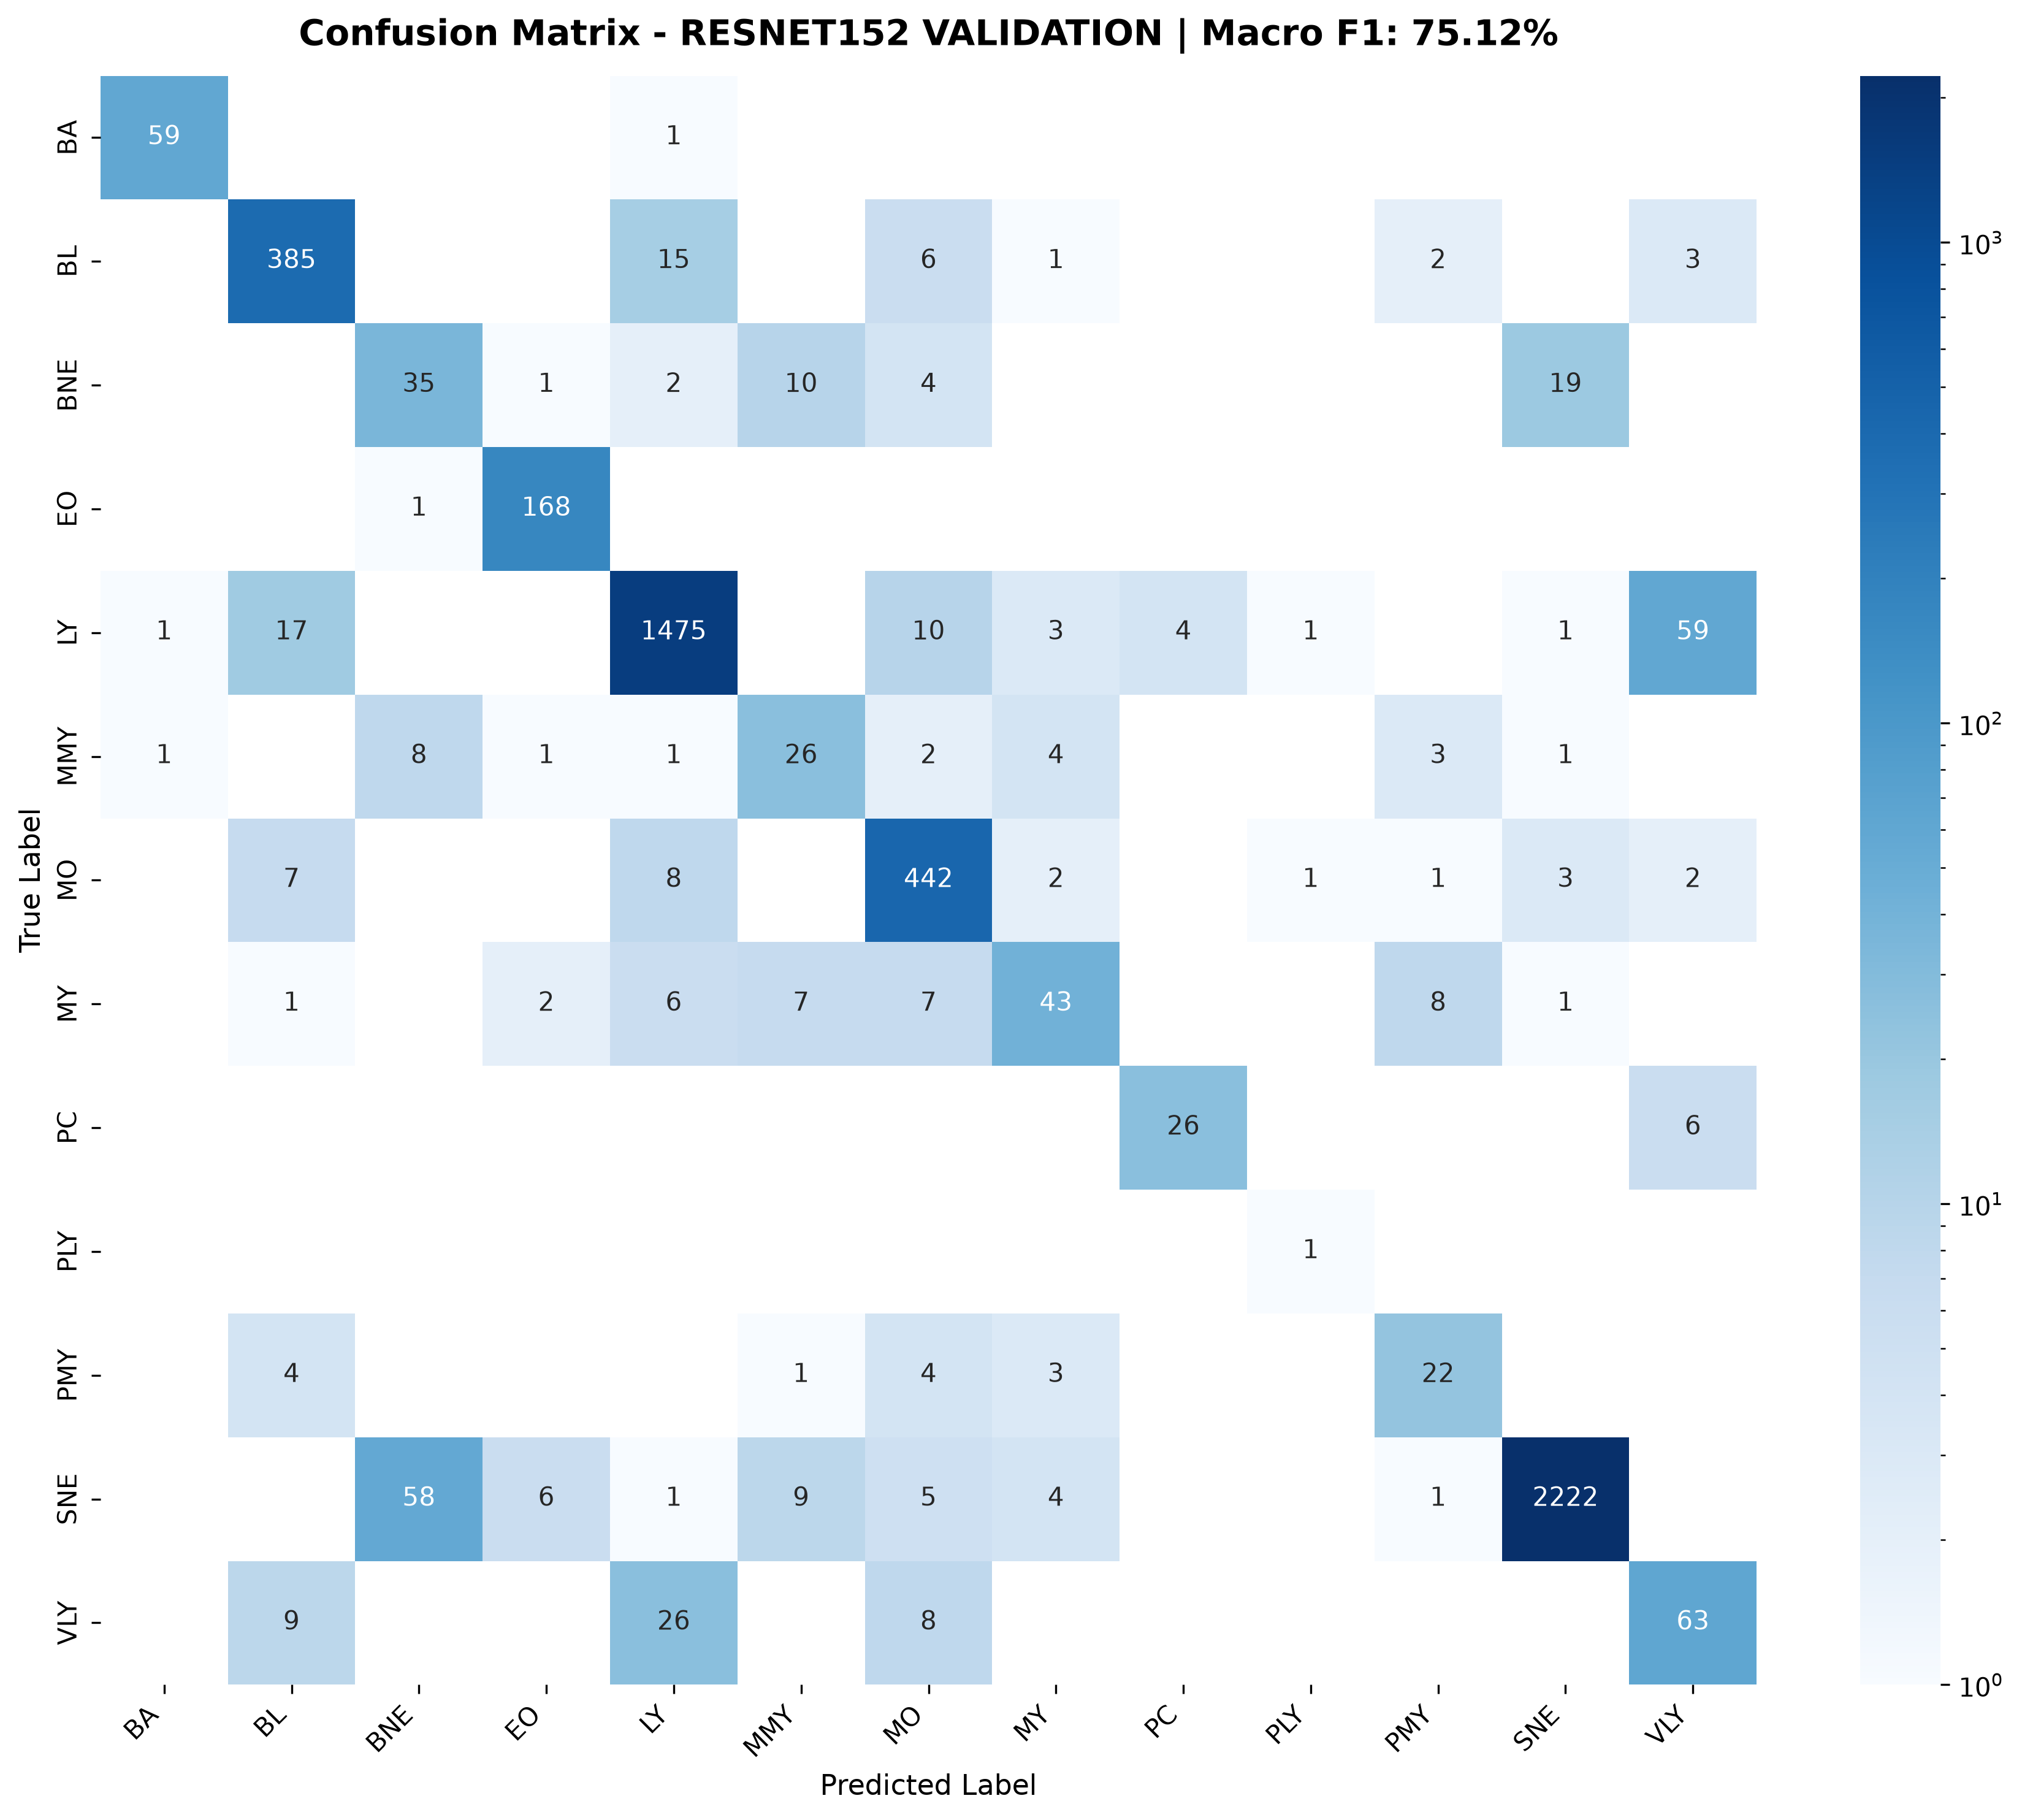 Confusion Matrix - RESNET152 VALIDATION | Macro F1: 75.12%
True Label
BA 59 1
BL 385 15 6 1 2 3
BNE 35 1 2 10 4 19
EO 1 168
LY 1 17 1475 10 3 4 1 1 59
MMY 1 8 1 1 26 2 4 3 1
MO 7 8 442 2 1 1 3 2
MY 1 2 6 7 7 43 8 1
PC 26 6
PLY 1
PMY 4 1 4 3 22
SNE 58 6 1 9 5 4 1 2222
VLY 9 26 8 63
BA BL BNE EO LY MMY MO MY PC PLY PMY SNE VLY
Predicted Label
10³
10²
10¹
10⁰